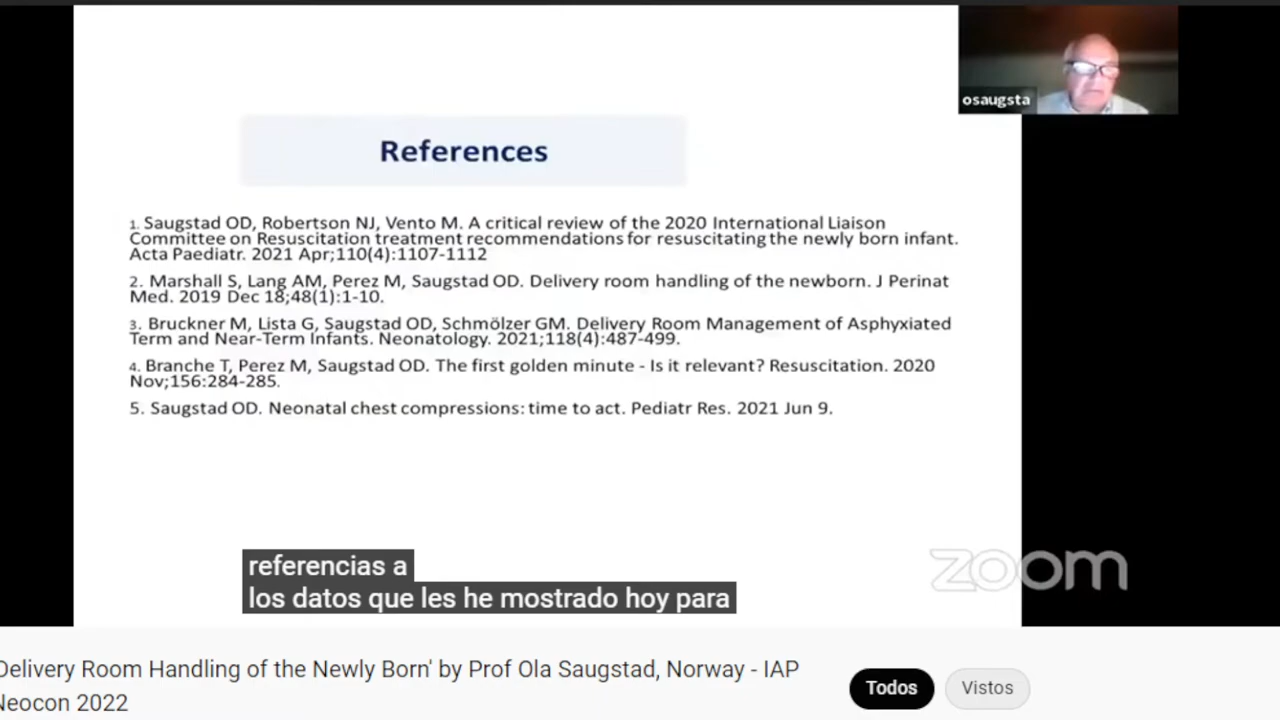 osaugsta
References
1. Saugstad OD, Robertson NJ, Vento M. A critical review of the 2020 International Liaison
Committee on Resuscitation treatment recommendations for resuscitating the newly born infant.
Acta Paediatr. 2021 Apr;110(4):1107-1112
2. Marshall S, Lang AM, Perez M, Saugstad OD. Delivery room handling of the newborn. J Perinat
Med. 2019 Dec 18;48(1):1-10.
3. Bruckner M, Lista G, Saugstad OD, Schmölzer GM. Delivery Room Management of Asphyxiated
Term and Near-Term Infants. Neonatology. 2021;118(4):487-499.
4. Branche T, Perez M, Saugstad OD. The first golden minute - Is it relevant? Resuscitation. 2020
Nov;156:284-285.
5. Saugstad OD. Neonatal chest compressions: time to act. Pediatr Res. 2021 Jun 9.
referencias a
los datos que les he mostrado hoy para
zoom
Delivery Room Handling of the Newly Born' by Prof Ola Saugstad, Norway - IAP
Neocon 2022
Todos
Vistos